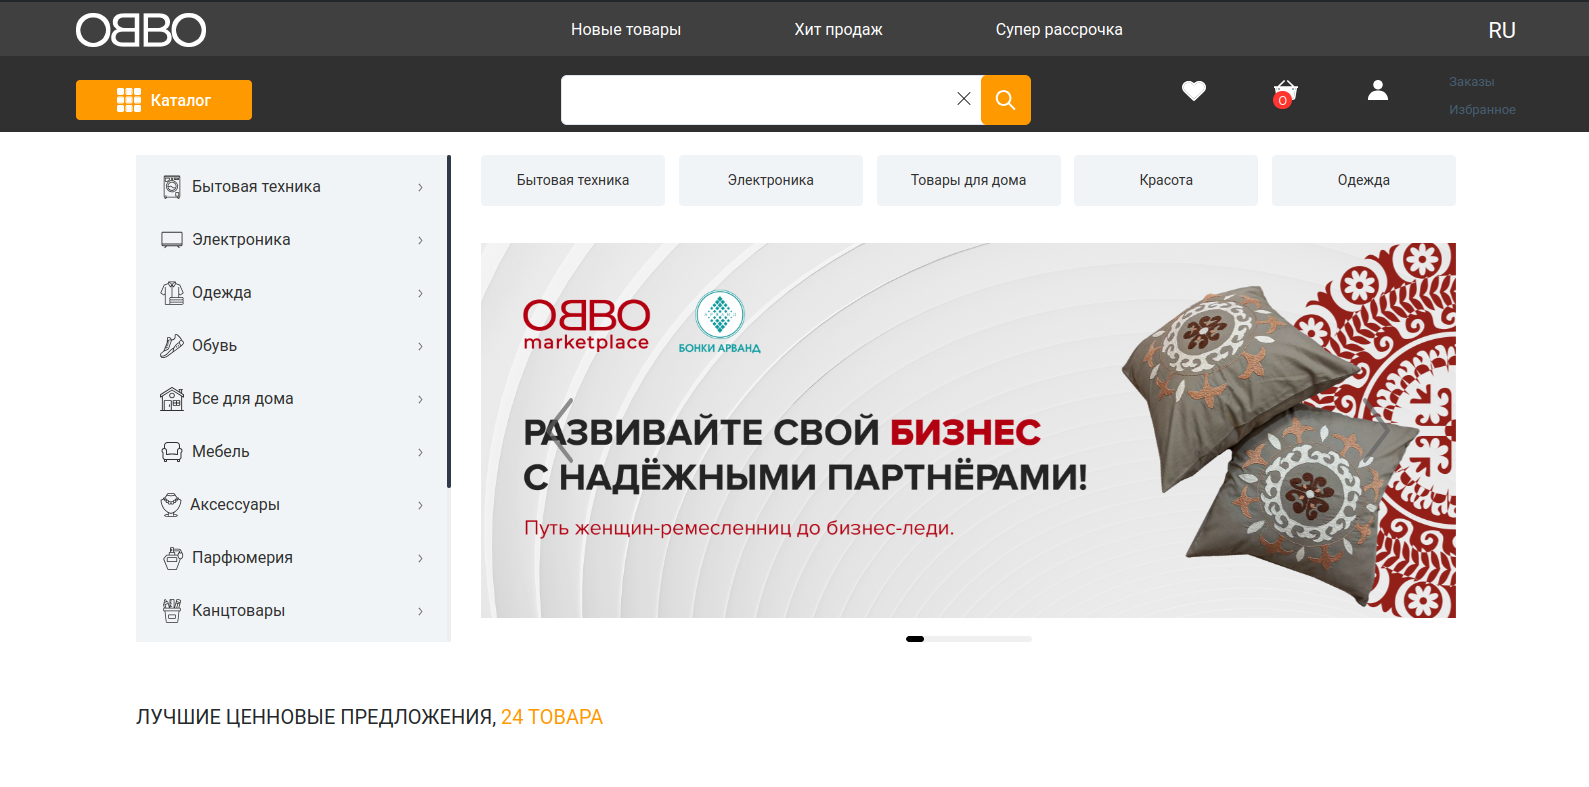 OBBO
Новые товары
Хит продаж
Супер рассрочка
RU
Каталог
0
Заказы
Избранное
Бытовая техника
Электроника
Одежда
Обувь
Все для дома
Мебель
Аксессуары
Парфюмерия
Канцтовары
Бытовая техника
Электроника
Товары для дома
Красота
Одежда
OBBO
marketplace
БОНКИ АРВАНД
РАЗВИВАЙТЕ СВОЙ БИЗНЕС
С НАДЁЖНЫМИ ПАРТНЁРАМИ!
Путь женщин-ремесленниц до бизнес-леди.
ЛУЧШИЕ ЦЕННОВЫЕ ПРЕДЛОЖЕНИЯ, 24 ТОВАРА